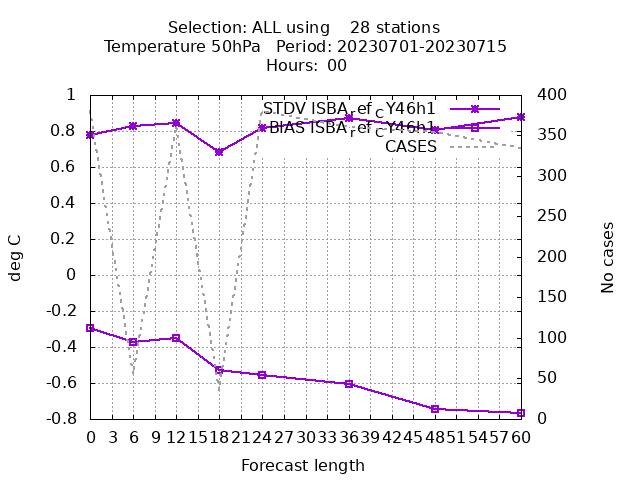 Selection: ALL using 28 stations
Temperature 50hPa Period: 20230701-20230715
Hours: 00
STDV ISBA_ref_CY46h1
BIAS ISBA_ref_CY46h1
CASES
deg C
1
0.8
0.6
0.4
0.2
0
-0.2
-0.4
-0.6
-0.8
No cases
400
350
300
250
200
150
100
50
0
0 3 6 9 12 15 18 21 24 27 30 33 36 39 42 45 48 51 54 57 60
Forecast length